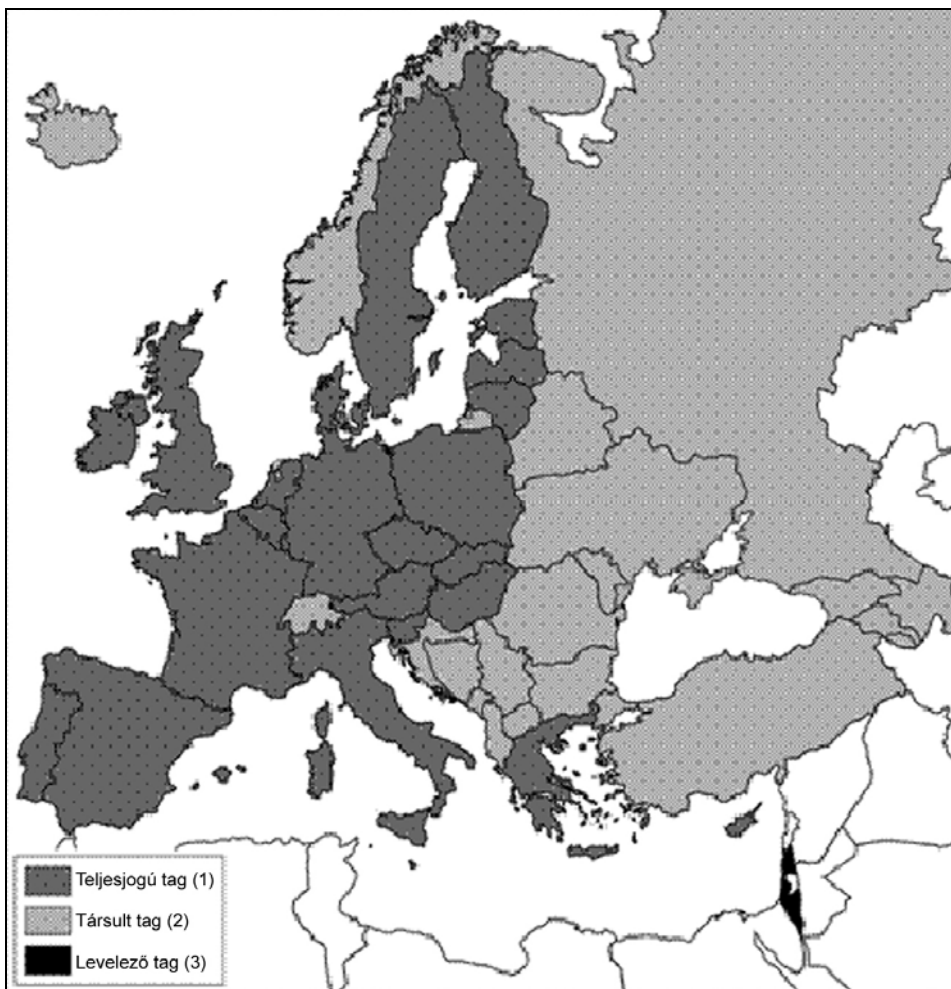 Teljesjogú tag (1)
Társult tag (2)
Levelező tag (3)